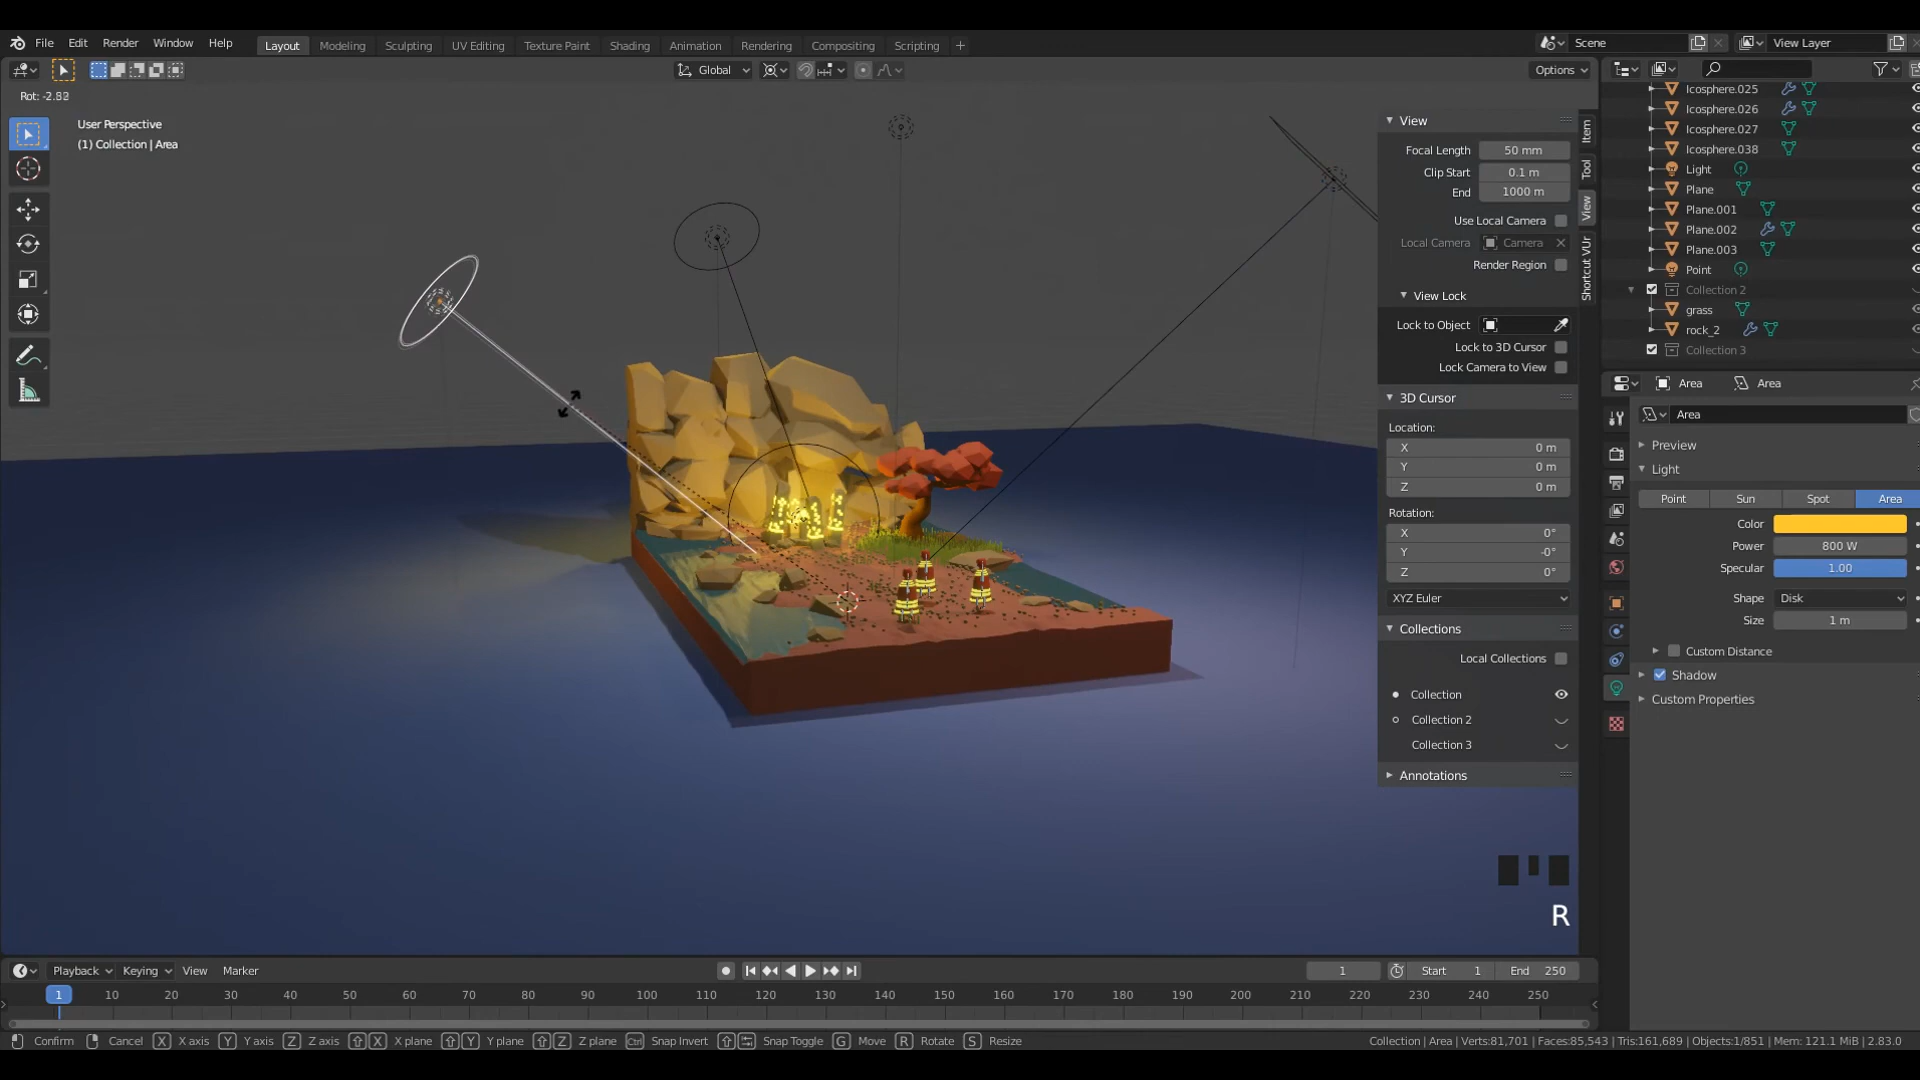 File Edit Render Window Help Layout Modeling Sculpting UV Editing Texture Paint Shading Animation Rendering Compositing Scripting + Scene View Layer
Global Options
Rot: -2.82
User Perspective
(1) Collection | Area
View
Focal Length 50 mm
Clip Start 0.1 m
End 1000 m
Use Local Camera
Local Camera Camera
Render Region
View Lock
Lock to Object
Lock to 3D Cursor
Lock Camera to View
3D Cursor
Location:
X 0 m
Y 0 m
Z 0 m
Rotation:
X 0°
Y -0°
Z 0°
XYZ Euler
Collections
Local Collections
Collection
Collection 2
Collection 3
Annotations
Item
Tool
View
Shortcut VUr
Icosphere.025
Icosphere.026
Icosphere.027
Icosphere.038
Light
Plane
Plane.001
Plane.002
Plane.003
Point
Collection 2
grass
rock_2
Collection 3
Area Area
Area
Preview
Light
Point Sun Spot Area
Color
Power 800 W
Specular 1.00
Shape Disk
Size 1 m
Custom Distance
Shadow
Custom Properties
R
Playback Keying View Marker 1 Start 1 End 250
1 10 20 30 40 50 60 70 80 90 100 110 120 130 140 150 160 170 180 190 200 210 220 230 240 250
Confirm Cancel X X axis Y Y axis Z Z axis X X plane Y Y plane Z Z plane Ctrl Snap Invert Snap Toggle G Move R Rotate S Resize Collection | Area | Verts:81,701 | Faces:85,543 | Tris:161,689 | Objects:1/851 | Mem: 121.1 MiB | 2.83.0